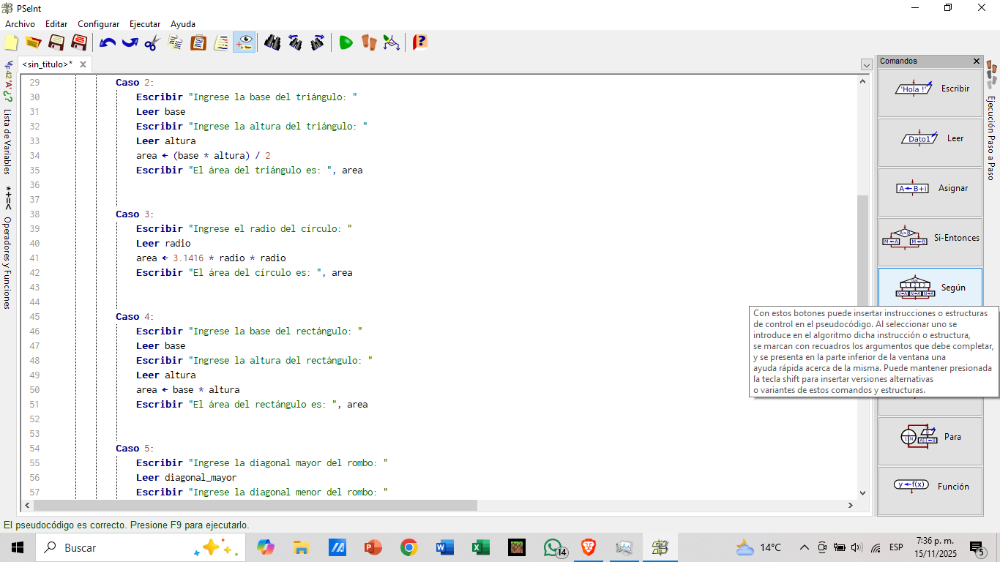 PSeInt
Archivo Editar Configurar Ejecutar Ayuda
<sin_titulo>*
29 Caso 2:
30 Escribir "Ingrese la base del triángulo: "
31 Leer base
32 Escribir "Ingrese la altura del triángulo: "
33 Leer altura
34 area ← (base * altura) / 2
35 Escribir "El área del triángulo es: ", area
36
37
38 Caso 3:
39 Escribir "Ingrese el radio del círculo: "
40 Leer radio
41 area ← 3.1416 * radio * radio
42 Escribir "El área del círculo es: ", area
43
44
45 Caso 4:
46 Escribir "Ingrese la base del rectángulo: "
47 Leer base
48 Escribir "Ingrese la altura del rectángulo: "
49 Leer altura
50 area ← base * altura
51 Escribir "El área del rectángulo es: ", area
52
53
54 Caso 5:
55 Escribir "Ingrese la diagonal mayor del rombo: "
56 Leer diagonal_mayor
57 Escribir "Ingrese la diagonal menor del rombo: "
42 'A' ¿? Lista de Variables
*+=< Operadores y Funciones
Comandos
'Hola !' Escribir
Dato1 Leer
A←B+i Asignar
A>B M←A M←B Si-Entonces
Según
Con estos botones puede insertar instrucciones o estructuras
de control en el pseudocódigo. Al seleccionar uno se
introduce en el algoritmo dicha instrucción o estructura,
se marcan con recuadros los argumentos que debe completar,
y se presenta en la parte inferior de la ventana una
ayuda rápida acerca de la misma. Puede mantener presionada
la tecla shift para insertar versiones alternativas
o variantes de estos comandos y estructuras.
Para
y←f(x) Función
Ejecución Paso a Paso
El pseudocódigo es correcto. Presione F9 para ejecutarlo.
Buscar
14
14°C
ESP
7:36 p. m.
15/11/2025
5